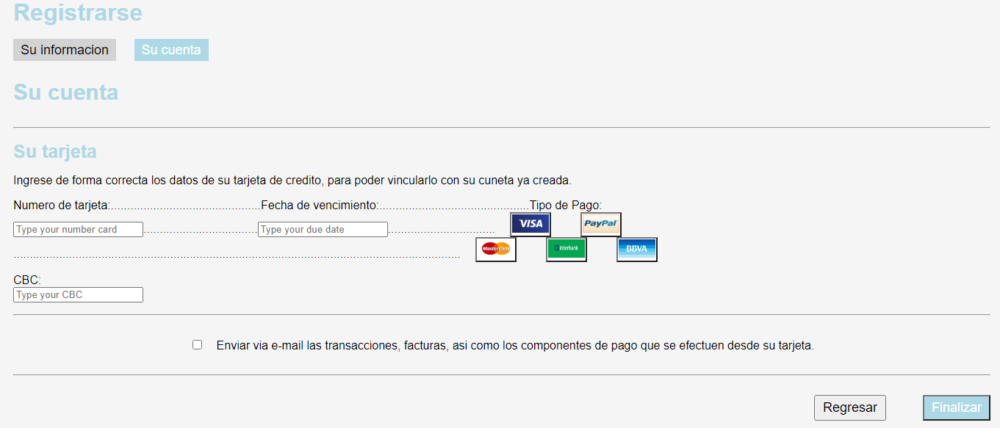 Registrarse
Su informacion Su cuenta
Su cuenta
Su tarjeta
Ingrese de forma correcta los datos de su tarjeta de credito, para poder vincularlo con su cuneta ya creada.
Numero de tarjeta:..............................................Fecha de vencimiento:..............................................Tipo de Pago:
Type your number card...................................Type your due date................................. VISA PayPal
......................................................................................................................................... MasterCard Interbank BBVA
CBC:
Type your CBC
Enviar via e-mail las transacciones, facturas, asi como los componentes de pago que se efectuen desde su tarjeta.
Regresar Finalizar